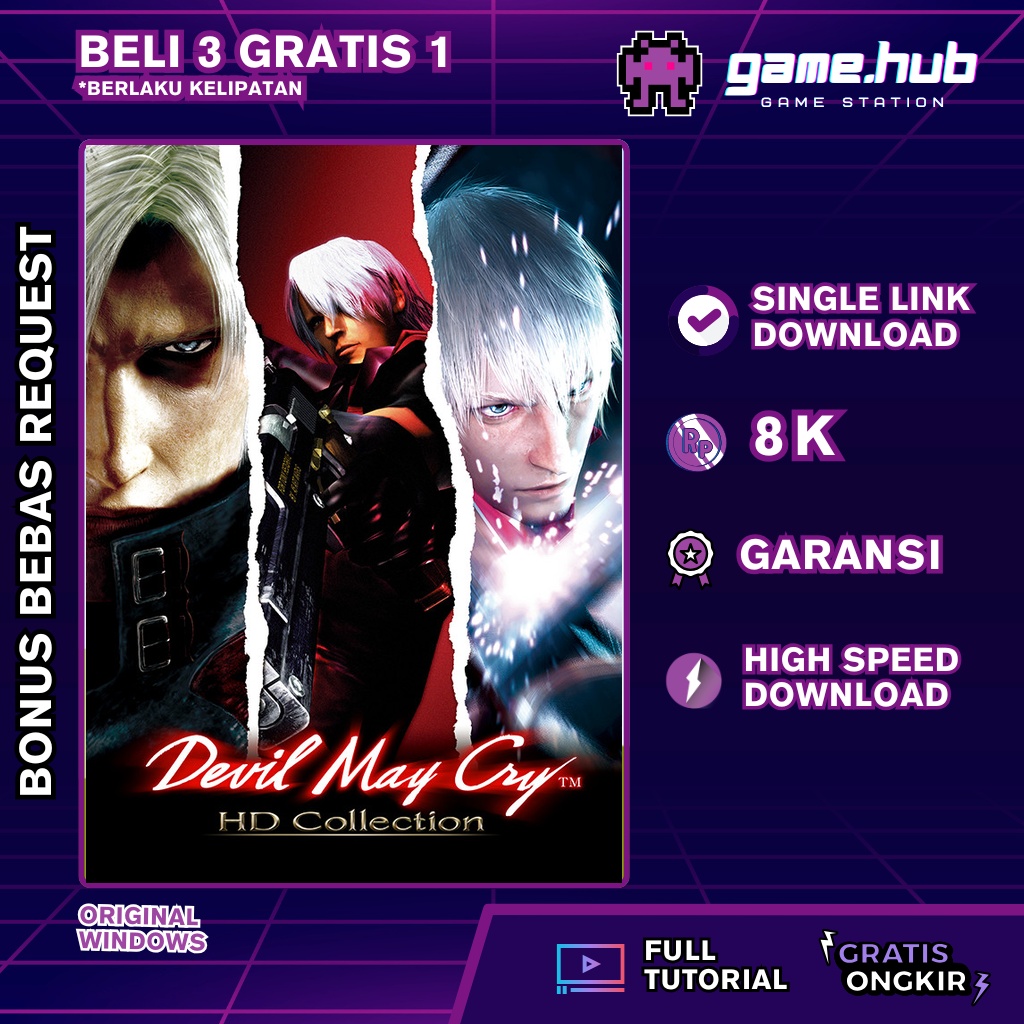 BELI 3 GRATIS 1
*BERLAKU KELIPATAN
game.hub
GAME STATION
BONUS BEBAS REQUEST
Devil May Cry™
HD Collection
SINGLE LINK
DOWNLOAD
Rp
8K
GARANSI
HIGH SPEED
DOWNLOAD
ORIGINAL
WINDOWS
FULL
TUTORIAL
GRATIS
ONGKIR